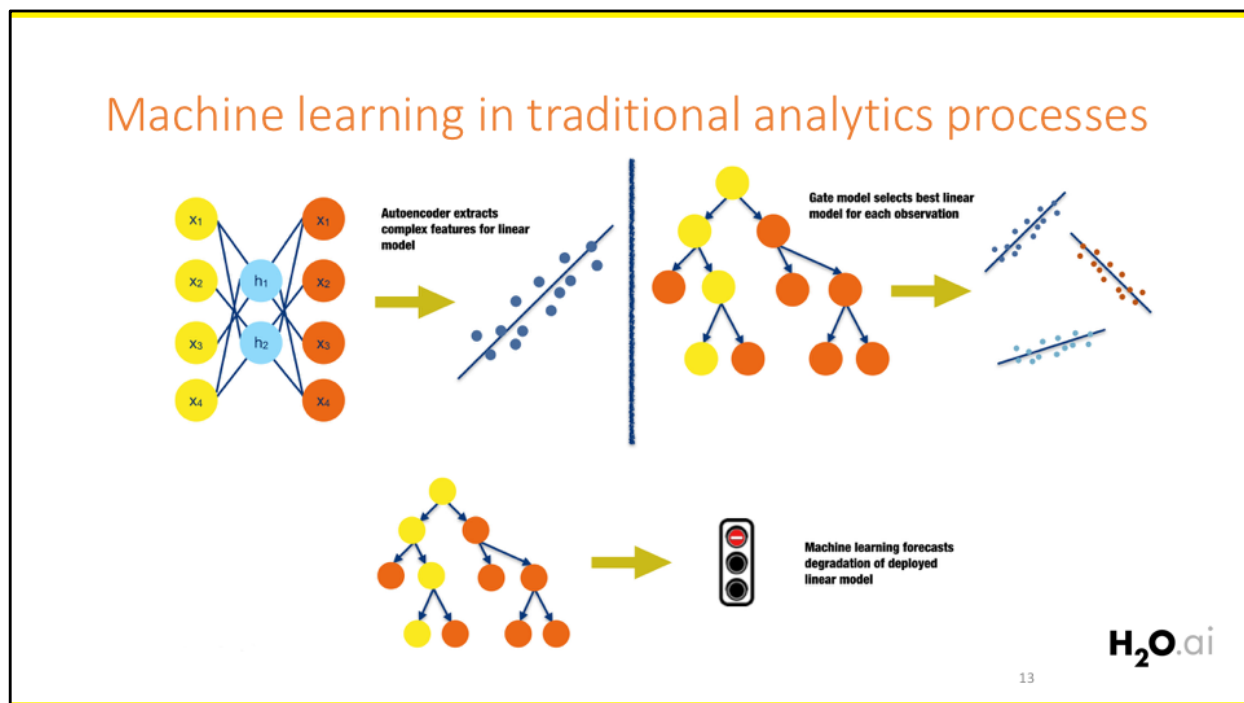 Machine learning in traditional analytics processes
x₁
x₁
x₂
x₂
x₃
x₃
x₄
x₄
h₁
h₂
Autoencoder extracts
complex features for linear
model
Gate model selects best linear
model for each observation
Machine learning forecasts
degradation of deployed
linear model
H₂O.ai
13